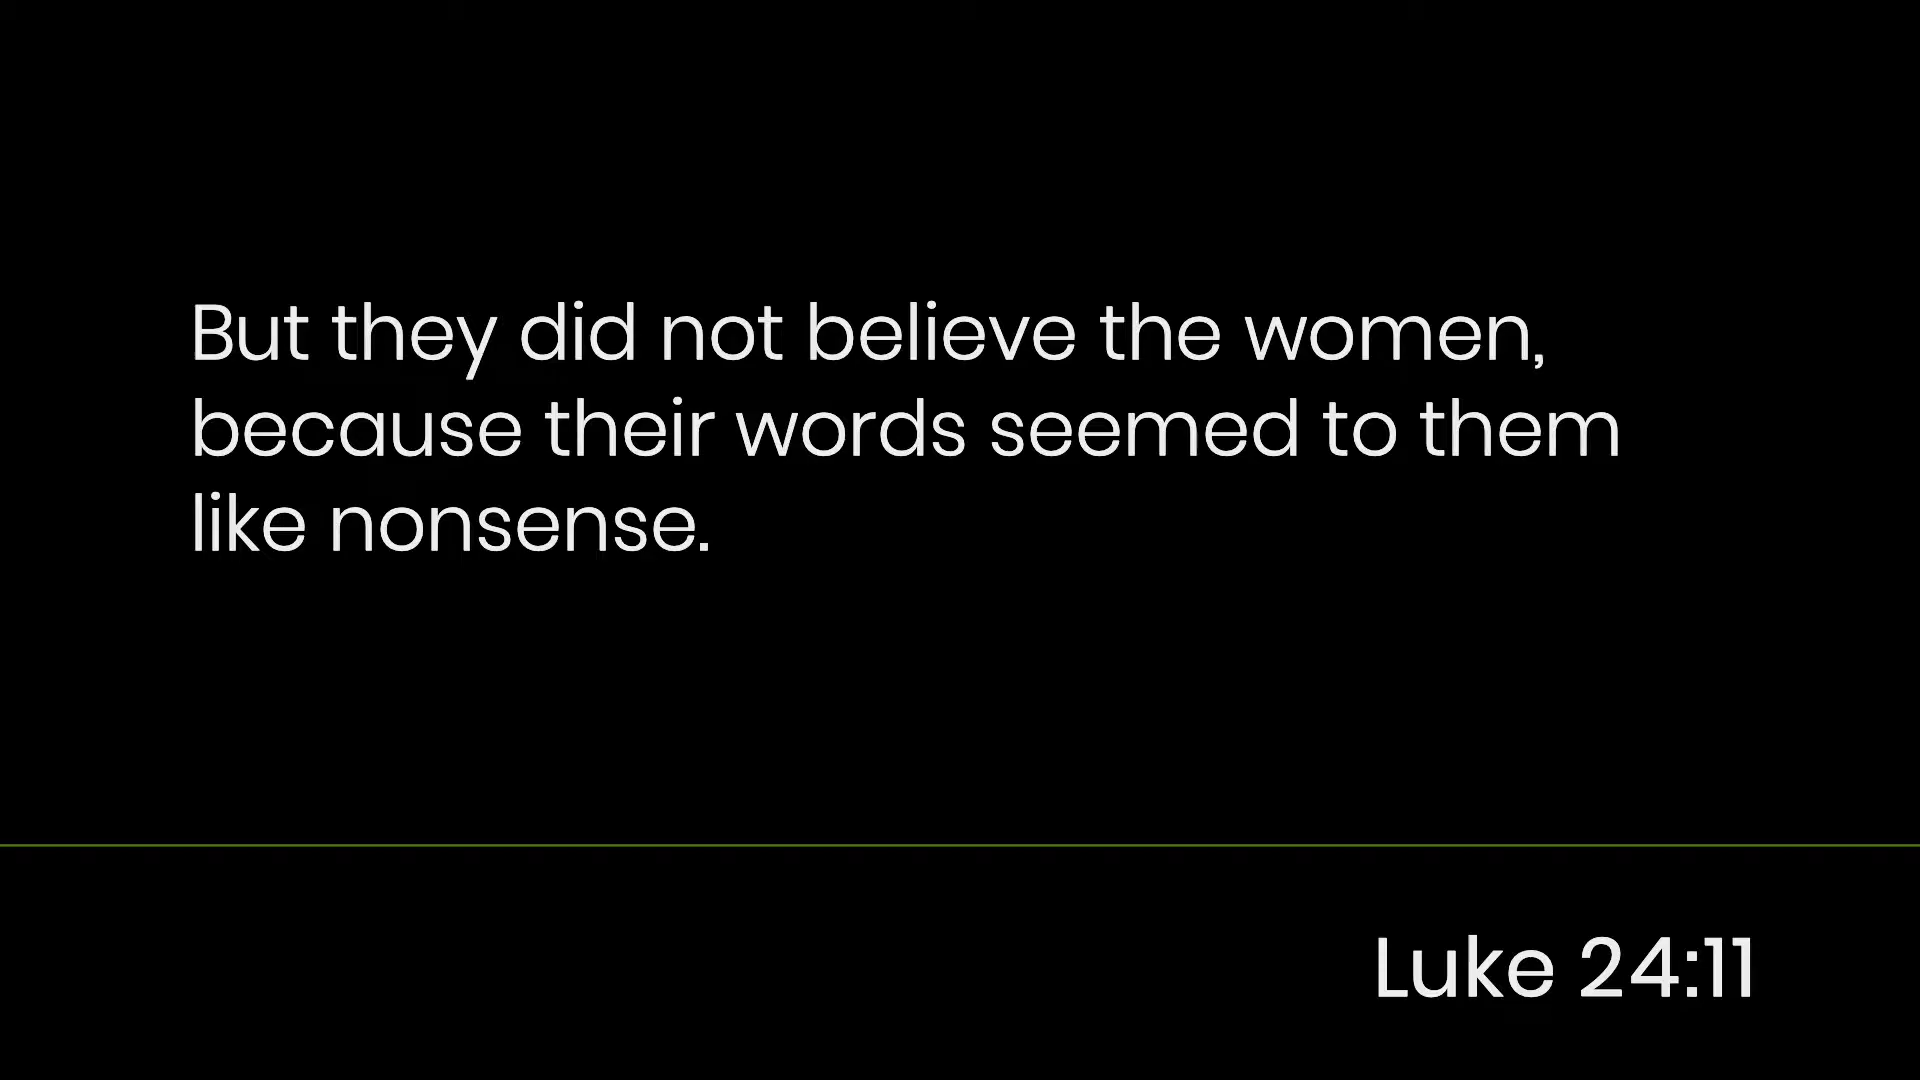 But they did not believe the women,
because their words seemed to them
like nonsense.
Luke 24:11